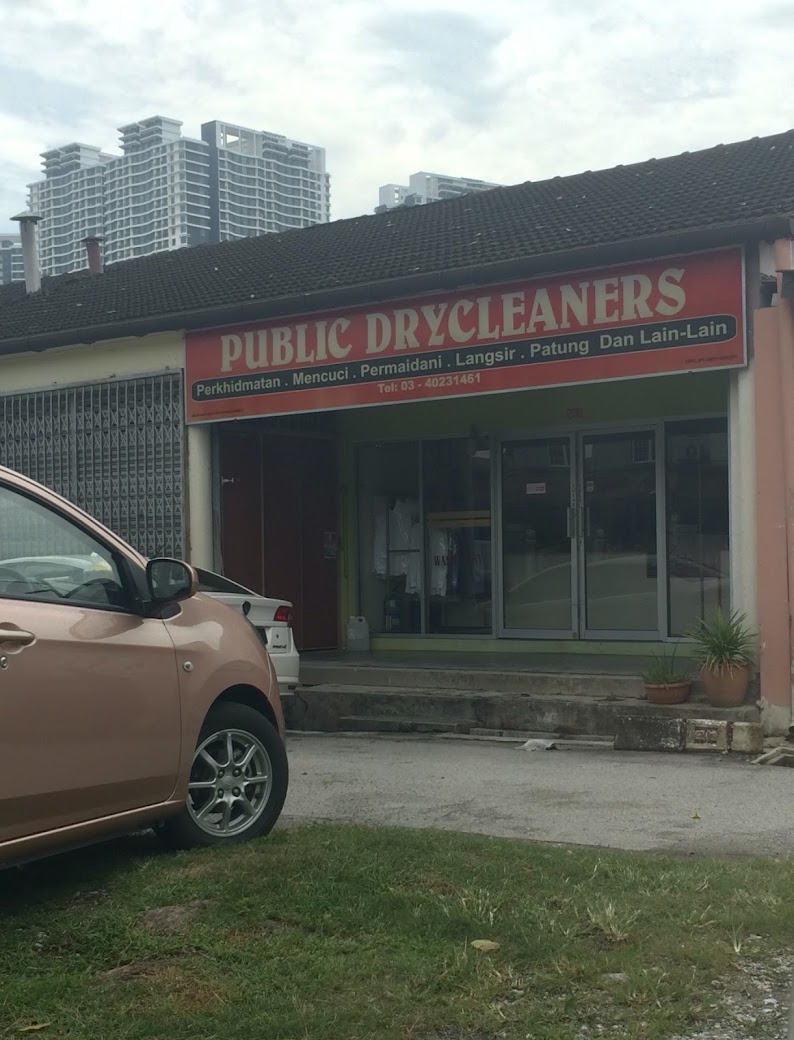 PUBLIC DRYCLEANERS
Perkhidmatan . Mencuci . Permaidani . Langsir . Patung Dan Lain-Lain
Tel: 03 - 40231461